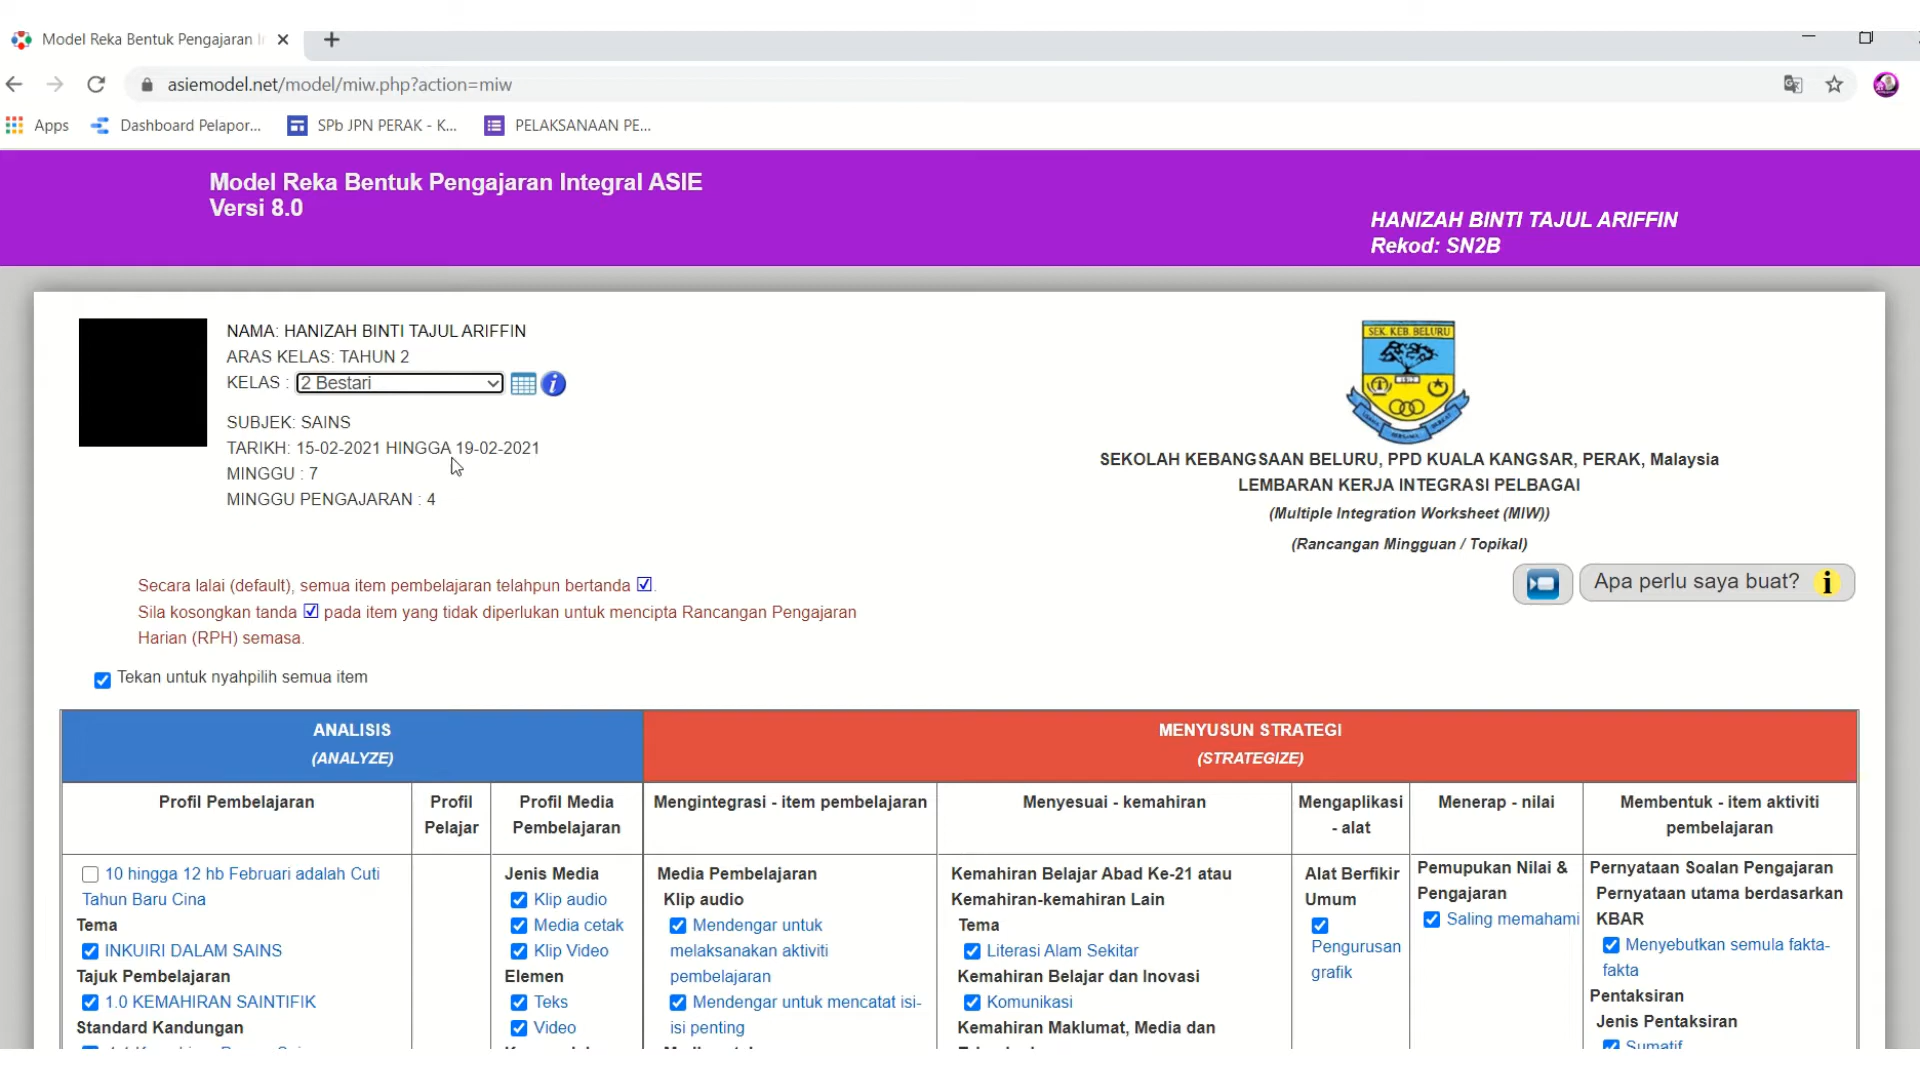 Model Reka Bentuk Pengajaran I
asiemodel.net/model/miw.php?action=miw
Apps
Dashboard Pelapor...
SPb JPN PERAK - K...
PELAKSANAAN PE...
Model Reka Bentuk Pengajaran Integral ASIE
Versi 8.0
HANIZAH BINTI TAJUL ARIFFIN
Rekod: SN2B
NAMA: HANIZAH BINTI TAJUL ARIFFIN
ARAS KELAS: TAHUN 2
KELAS : 2 Bestari
SUBJEK: SAINS
TARIKH: 15-02-2021 HINGGA 19-02-2021
MINGGU : 7
MINGGU PENGAJARAN : 4
SEK. KEB. BELURU
SEKOLAH KEBANGSAAN BELURU, PPD KUALA KANGSAR, PERAK, Malaysia
LEMBARAN KERJA INTEGRASI PELBAGAI
(Multiple Integration Worksheet (MIW))
(Rancangan Mingguan / Topikal)
Apa perlu saya buat?
Secara lalai (default), semua item pembelajaran telahpun bertanda .
Sila kosongkan tanda pada item yang tidak diperlukan untuk mencipta Rancangan Pengajaran
Harian (RPH) semasa.
Tekan untuk nyahpilih semua item
ANALISIS
(ANALYZE)
MENYUSUN STRATEGI
(STRATEGIZE)
Profil Pembelajaran
Profil
Pelajar
Profil Media
Pembelajaran
Mengintegrasi - item pembelajaran
Menyesuai - kemahiran
Mengaplikasi
- alat
Menerap - nilai
Membentuk - item aktiviti
pembelajaran
10 hingga 12 hb Februari adalah Cuti
Tahun Baru Cina
Tema
INKUIRI DALAM SAINS
Tajuk Pembelajaran
1.0 KEMAHIRAN SAINTIFIK
Standard Kandungan
Jenis Media
Klip audio
Media cetak
Klip Video
Elemen
Teks
Video
Media Pembelajaran
Klip audio
Mendengar untuk
melaksanakan aktiviti
pembelajaran
Mendengar untuk mencatat isi-
isi penting
Kemahiran Belajar Abad Ke-21 atau
Kemahiran-kemahiran Lain
Tema
Literasi Alam Sekitar
Kemahiran Belajar dan Inovasi
Komunikasi
Kemahiran Maklumat, Media dan
Alat Berfikir
Umum
Pengurusan
grafik
Pemupukan Nilai &
Pengajaran
Saling memahami
Pernyataan Soalan Pengajaran
Pernyataan utama berdasarkan
KBAR
Menyebutkan semula fakta-
fakta
Pentaksiran
Jenis Pentaksiran
Sumatif